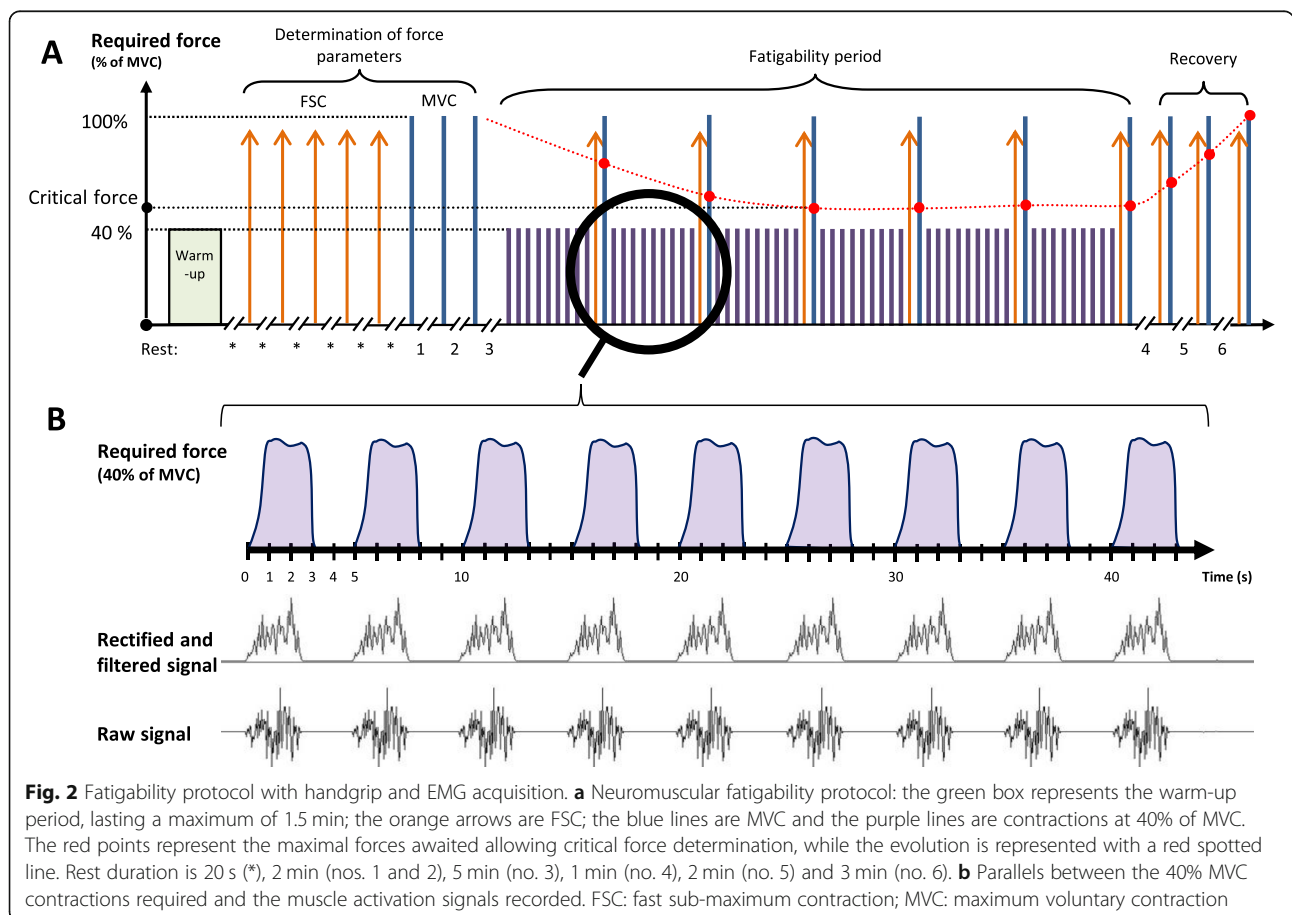 A
Required force
(% of MVC)
Determination of force
parameters
Fatigability period
Recovery
FSC
MVC
100%
Critical force
40 %
Warm
-up
Rest: * * * * * * 1 2 3 4 5 6
B
Required force
(40% of MVC)
0 1 2 3 4 5 10 20 30 40 Time (s)
Rectified and
filtered signal
Raw signal
Fig. 2 Fatigability protocol with handgrip and EMG acquisition. a Neuromuscular fatigability protocol: the green box represents the warm-up
period, lasting a maximum of 1.5 min; the orange arrows are FSC; the blue lines are MVC and the purple lines are contractions at 40% of MVC.
The red points represent the maximal forces awaited allowing critical force determination, while the evolution is represented with a red spotted
line. Rest duration is 20 s (*), 2 min (nos. 1 and 2), 5 min (no. 3), 1 min (no. 4), 2 min (no. 5) and 3 min (no. 6). b Parallels between the 40% MVC
contractions required and the muscle activation signals recorded. FSC: fast sub-maximum contraction; MVC: maximum voluntary contraction